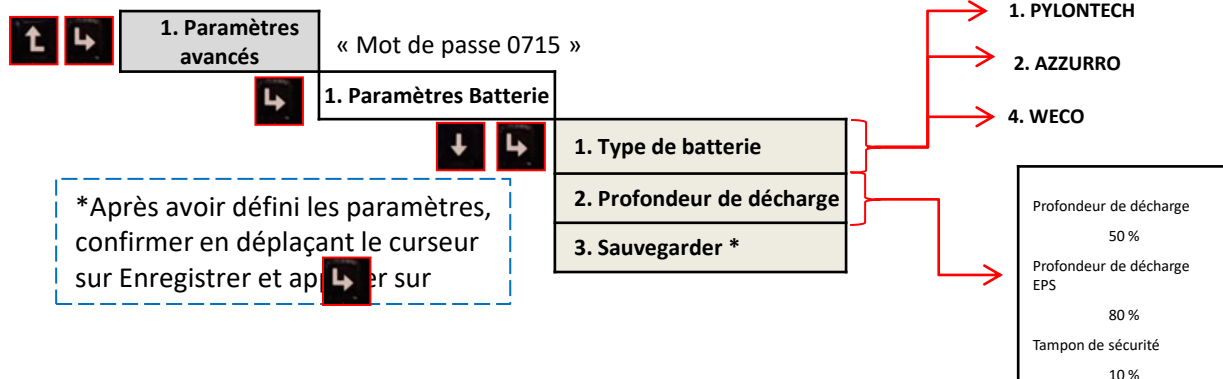 1. PYLONTECH
1. Paramètres
avancés
« Mot de passe 0715 »
2. AZZURRO
1. Paramètres Batterie
4. WECO
1. Type de batterie
2. Profondeur de décharge
3. Sauvegarder *
*Après avoir défini les paramètres,
confirmer en déplaçant le curseur
sur Enregistrer et ap er sur
Profondeur de décharge
50 %
Profondeur de décharge
EPS
80 %
Tampon de sécurité
10 %